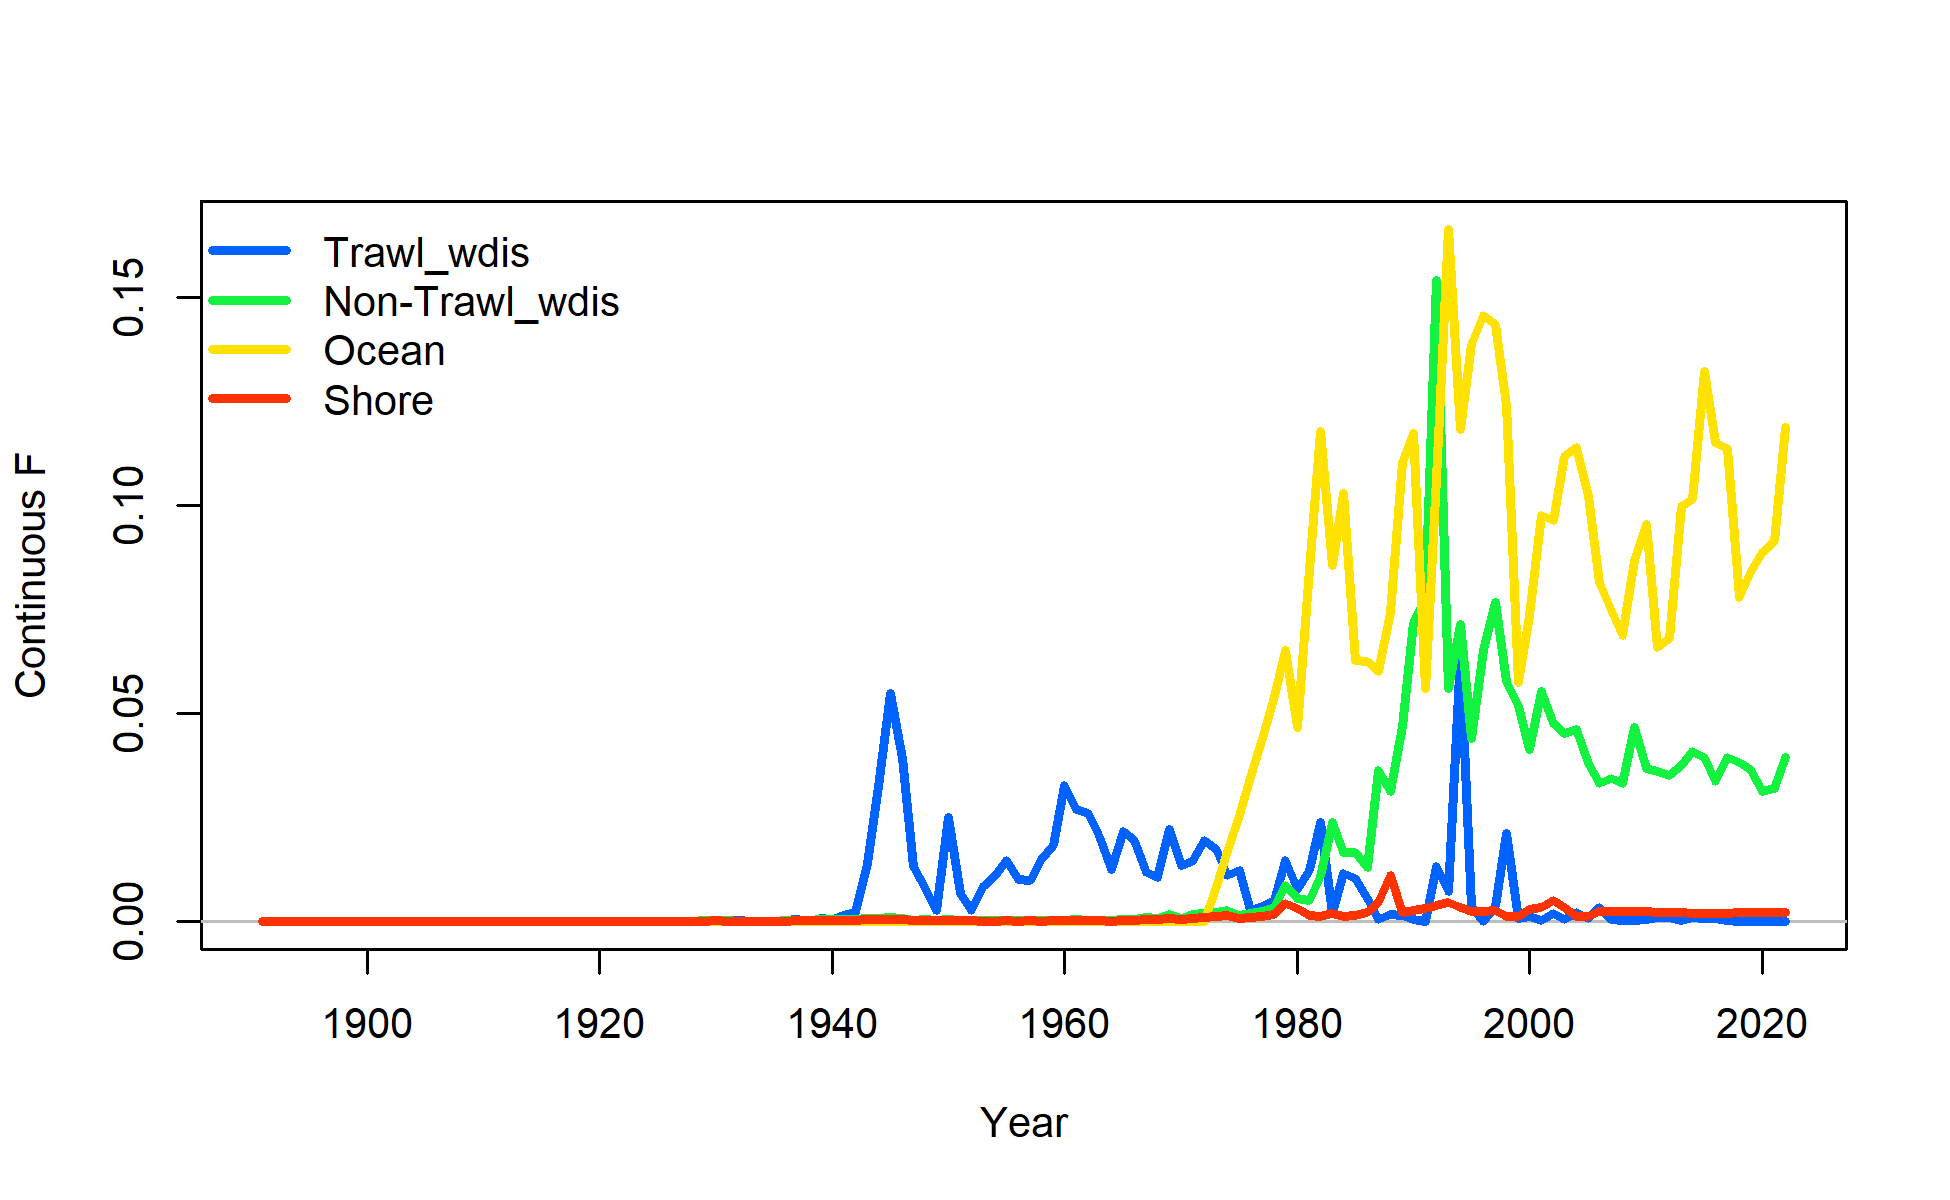 Trawl_wdis
Non-Trawl_wdis
Ocean
Shore
Continuous F
0.15
0.10
0.05
0.00
1900 1920 1940 1960 1980 2000 2020
Year